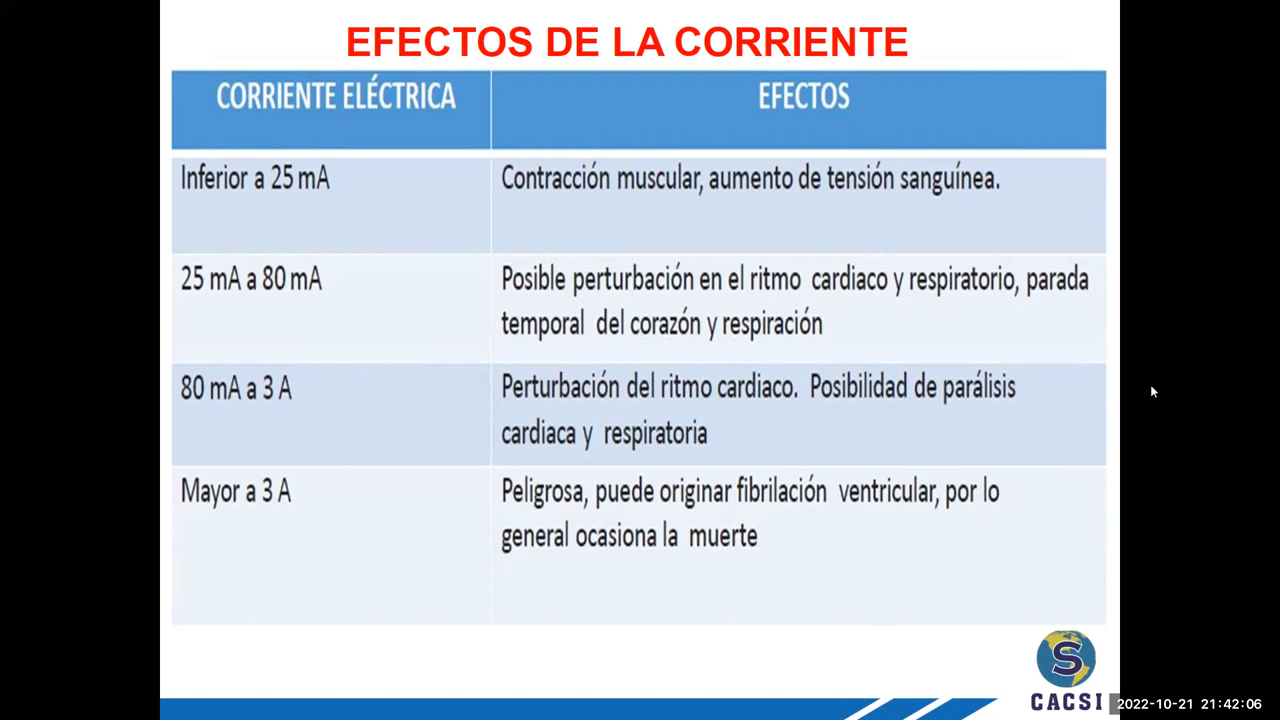 EFECTOS DE LA CORRIENTE
CORRIENTE ELÉCTRICA
EFECTOS
Inferior a 25 mA
Contracción muscular, aumento de tensión sanguínea.
25 mA a 80 mA
Posible perturbación en el ritmo cardiaco y respiratorio, parada
temporal del corazón y respiración
80 mA a 3 A
Perturbación del ritmo cardiaco. Posibilidad de parálisis
cardiaca y respiratoria
Mayor a 3 A
Peligrosa, puede originar fibrilación ventricular, por lo
general ocasiona la muerte
S
CACSI
2022-10-21 21:42:06